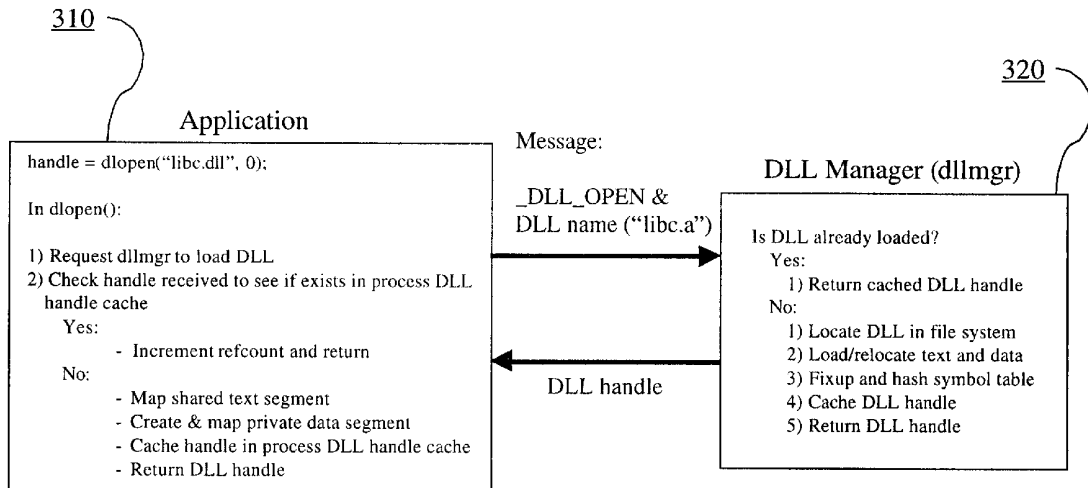 310
320
Application
handle = dlopen("libc.dll", 0);
In dlopen():
1) Request dllmgr to load DLL
2) Check handle received to see if exists in process DLL
handle cache
Yes:
- Increment refcount and return
No:
- Map shared text segment
- Create & map private data segment
- Cache handle in process DLL handle cache
- Return DLL handle
Message:
_DLL_OPEN &
DLL name ("libc.a")
DLL handle
DLL Manager (dllmgr)
Is DLL already loaded?
Yes:
1) Return cached DLL handle
No:
1) Locate DLL in file system
2) Load/relocate text and data
3) Fixup and hash symbol table
4) Cache DLL handle
5) Return DLL handle